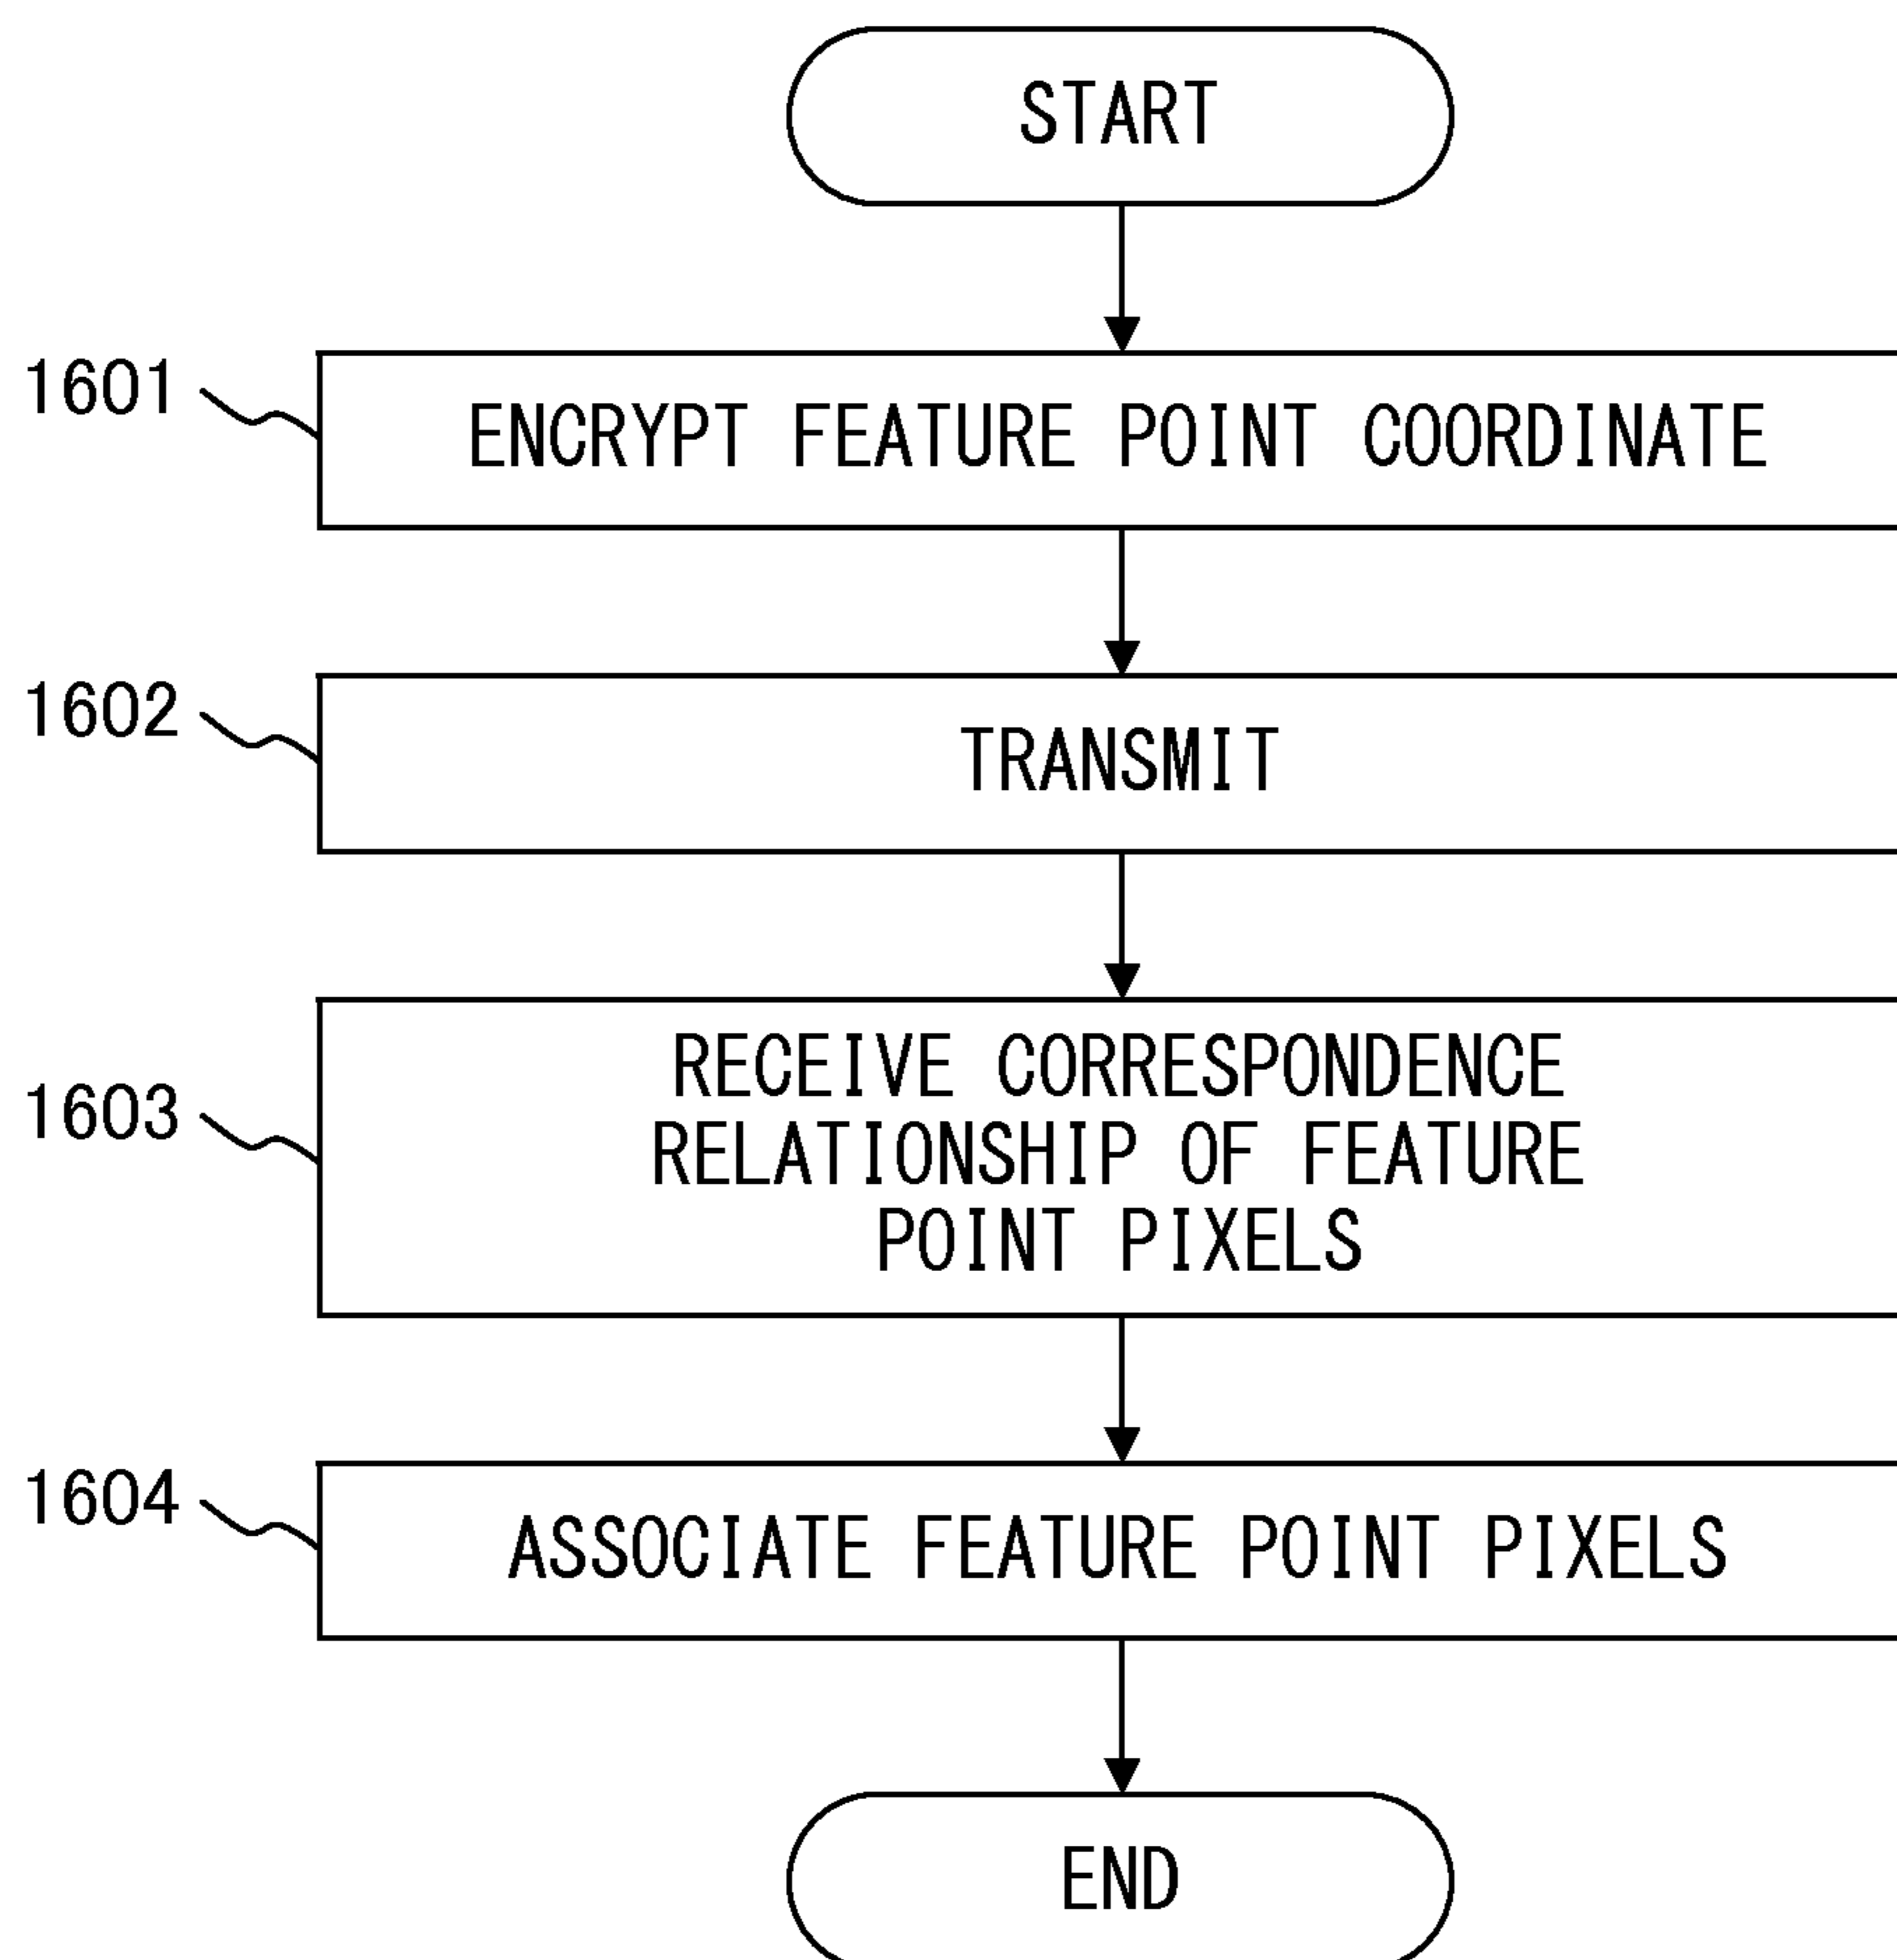 START
1601
ENCRYPT FEATURE POINT COORDINATE
1602
TRANSMIT
1603
RECEIVE CORRESPONDENCE
RELATIONSHIP OF FEATURE
POINT PIXELS
1604
ASSOCIATE FEATURE POINT PIXELS
END